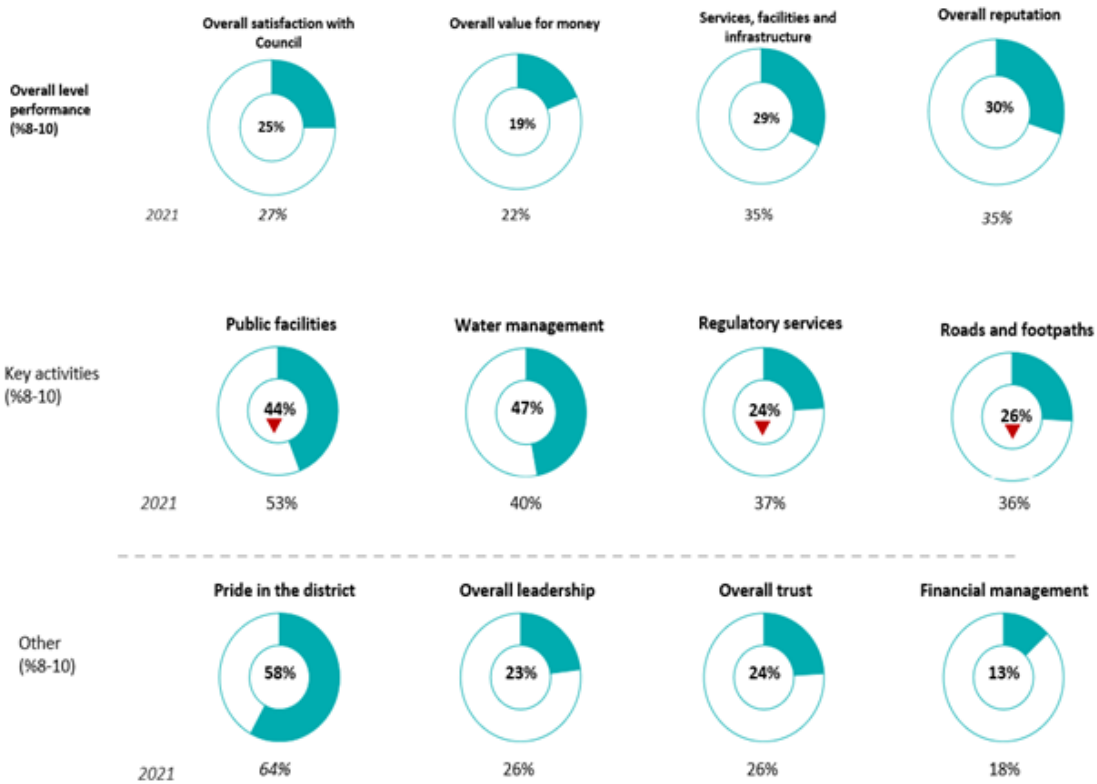 Overall satisfaction with
Council
Overall value for money
Services, facilities and
infrastructure
Overall reputation
Overall level
performance
(%8-10)
25%
19%
29%
30%
2021
27%
22%
35%
35%
Public facilities
Water management
Regulatory services
Roads and footpaths
Key activities
(%8-10)
44%
47%
24%
26%
2021
53%
40%
37%
36%
Pride in the district
Overall leadership
Overall trust
Financial management
Other
(%8-10)
58%
23%
24%
13%
2021
64%
26%
26%
18%